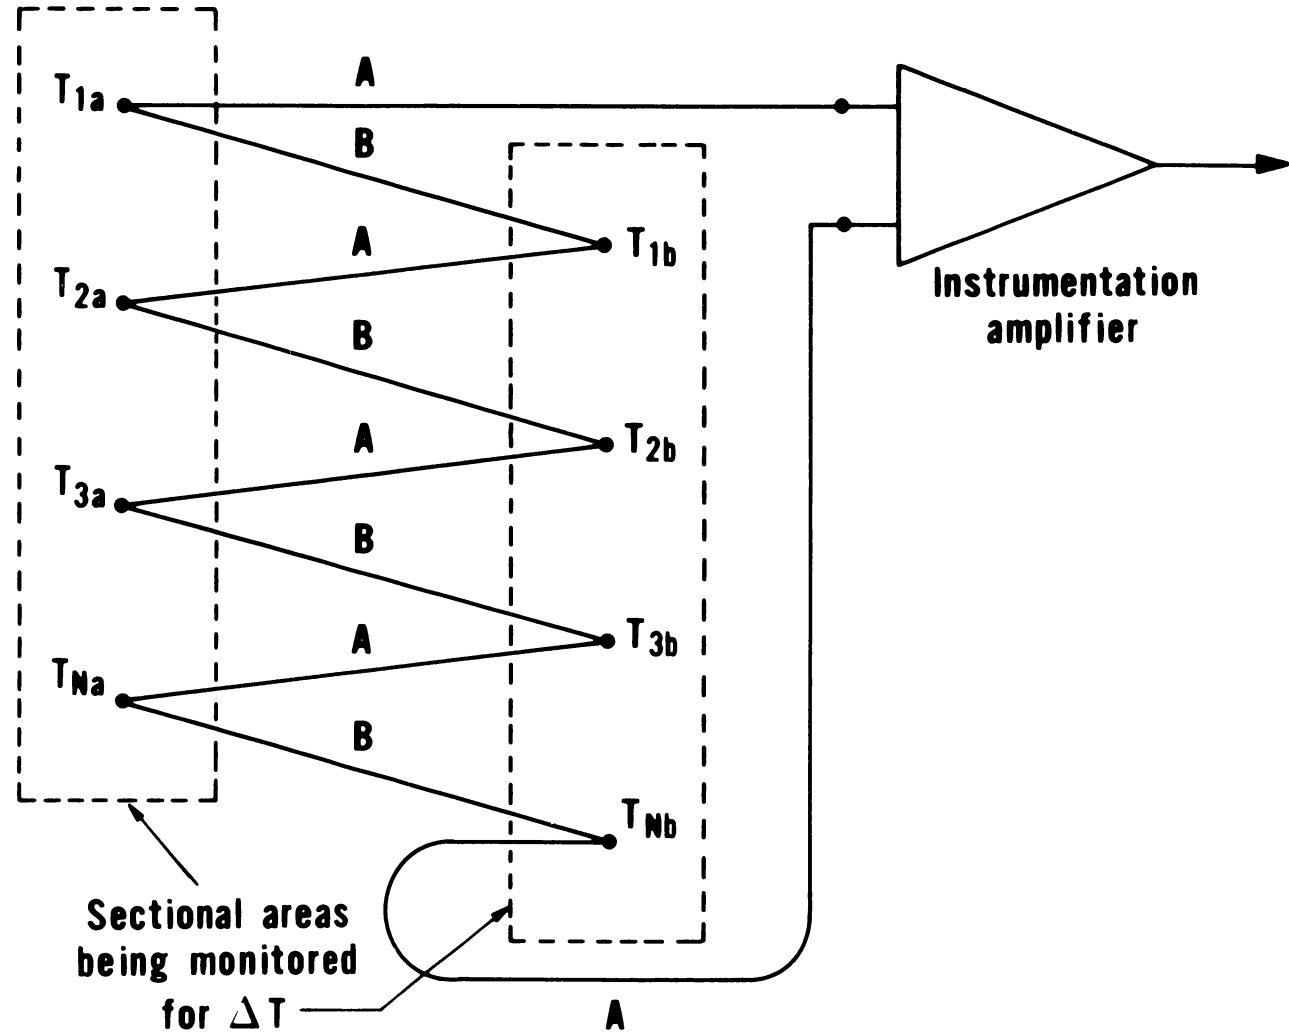 A
T1a
B
A
T1b
T2a
Instrumentation
amplifier
B
A
T2b
T3a
B
A
T3b
TNa
B
TNb
Sectional areas
being monitored
for ΔT
A